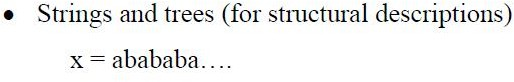 • Strings and trees (for structural descriptions)
x = abababa….